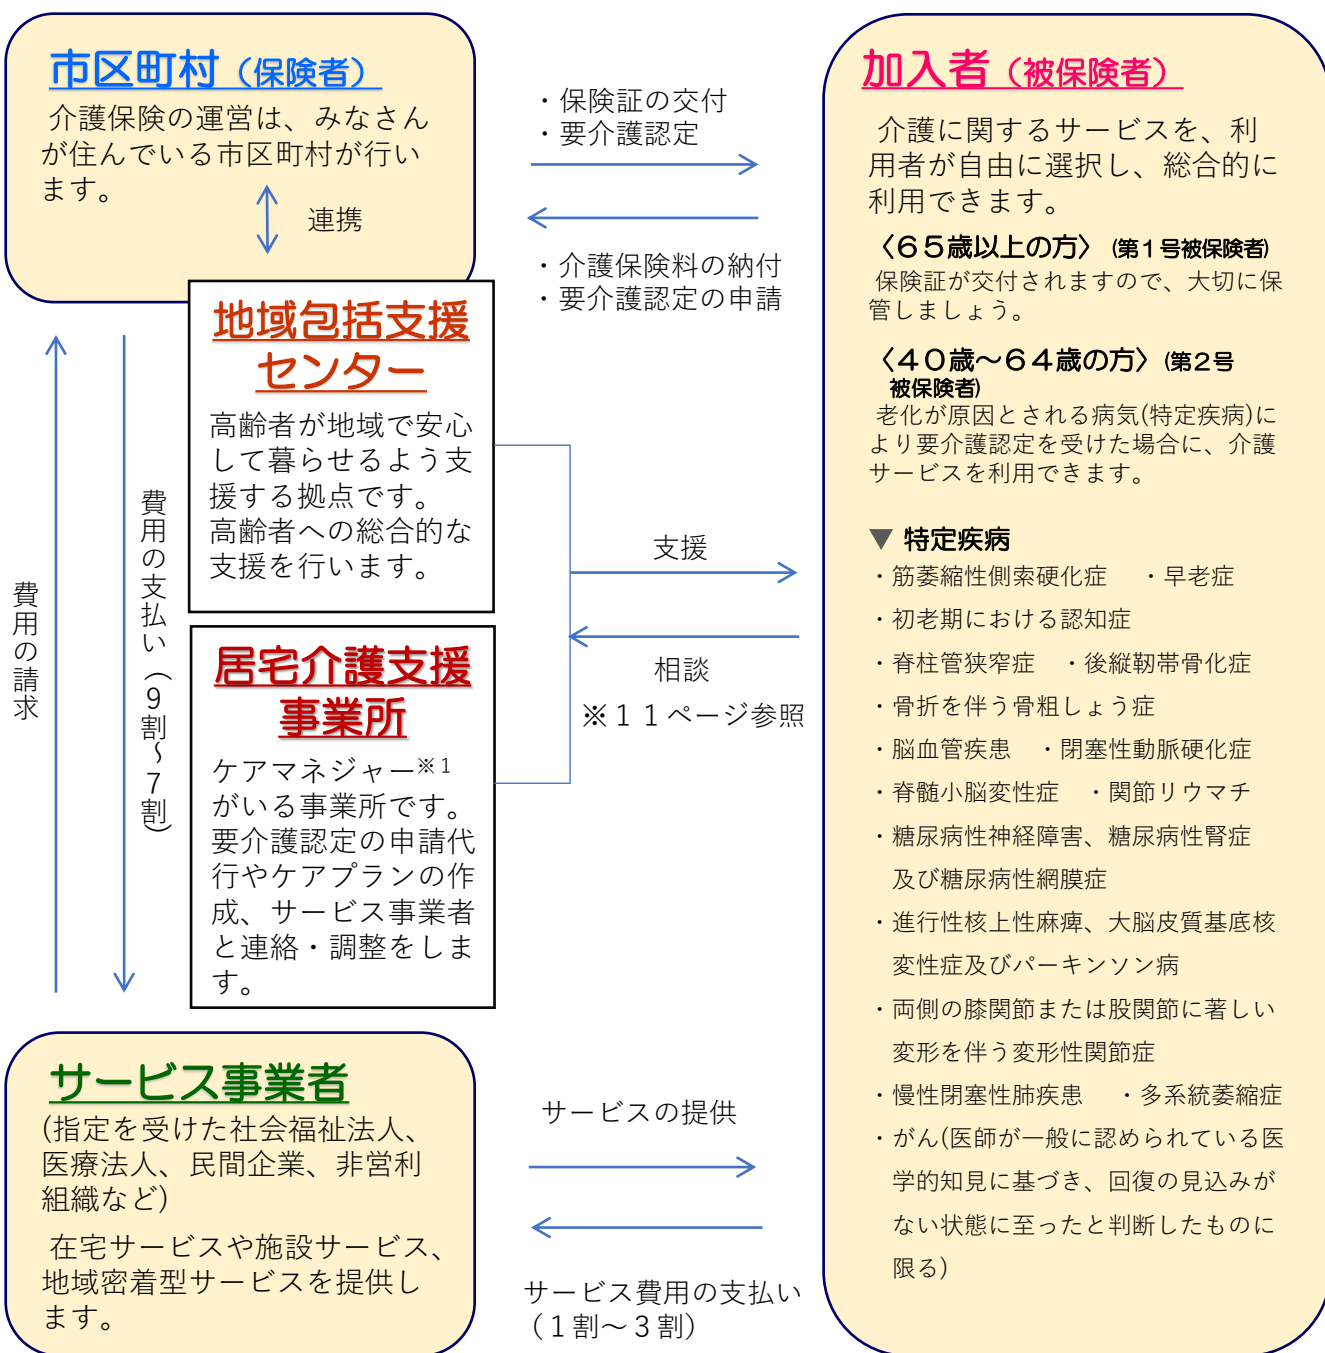 市区町村（保険者）
介護保険の運営は、みなさん
が住んでいる市区町村が行い
ます。
連携
地域包括支援
センター
高齢者が地域で安心
して暮らせるよう支
援する拠点です。
高齢者への総合的な
支援を行います。
居宅介護支援
事業所
ケアマネジャー※1
がいる事業所です。
要介護認定の申請代
行やケアプランの作
成、サービス事業者
と連絡・調整をしま
す。
費用の請求
費用の支払い（9割～7割）
サービス事業者
(指定を受けた社会福祉法人、
医療法人、民間企業、非営利
組織など)
在宅サービスや施設サービス、
地域密着型サービスを提供し
ます。
・保険証の交付
・要介護認定
・介護保険料の納付
・要介護認定の申請
支援
相談
※１１ページ参照
サービスの提供
サービス費用の支払い
（１割～３割）
加入者（被保険者）
介護に関するサービスを、利
用者が自由に選択し、総合的に
利用できます。
〈６５歳以上の方〉(第１号被保険者)
保険証が交付されますので、大切に保
管しましょう。
〈４０歳～６４歳の方〉(第２号
被保険者)
老化が原因とされる病気(特定疾病)に
より要介護認定を受けた場合に、介護
サービスを利用できます。
▼ 特定疾病
・筋萎縮性側索硬化症　・早老症
・初老期における認知症
・脊柱管狭窄症　・後縦靭帯骨化症
・骨折を伴う骨粗しょう症
・脳血管疾患　・閉塞性動脈硬化症
・脊髄小脳変性症　・関節リウマチ
・糖尿病性神経障害、糖尿病性腎症
及び糖尿病性網膜症
・進行性核上性麻痺、大脳皮質基底核
変性症及びパーキンソン病
・両側の膝関節または股関節に著しい
変形を伴う変形性関節症
・慢性閉塞性肺疾患　・多系統萎縮症
・がん(医師が一般に認められている医
学的知見に基づき、回復の見込みが
ない状態に至ったと判断したものに
限る)